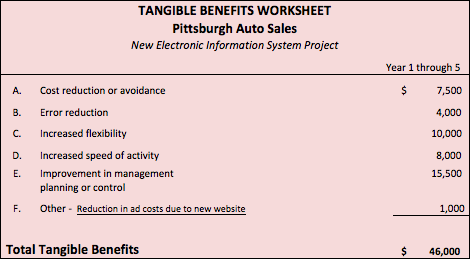 TANGIBLE BENEFITS WORKSHEET
Pittsburgh Auto Sales
New Electronic Information System Project
Year 1 through 5
A. Cost reduction or avoidance $ 7,500
B. Error reduction 4,000
C. Increased flexibility 10,000
D. Increased speed of activity 8,000
E. Improvement in management 15,500
planning or control
F. Other - Reduction in ad costs due to new website 1,000
Total Tangible Benefits $ 46,000